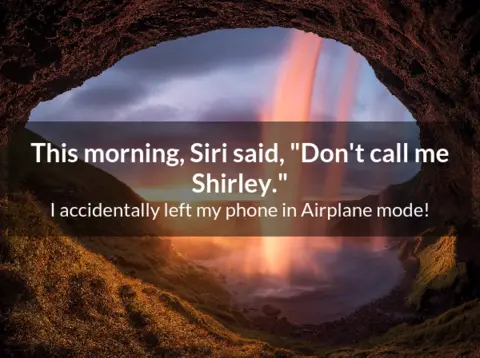 This morning, Siri said, "Don't call me
Shirley."
I accidentally left my phone in Airplane mode!